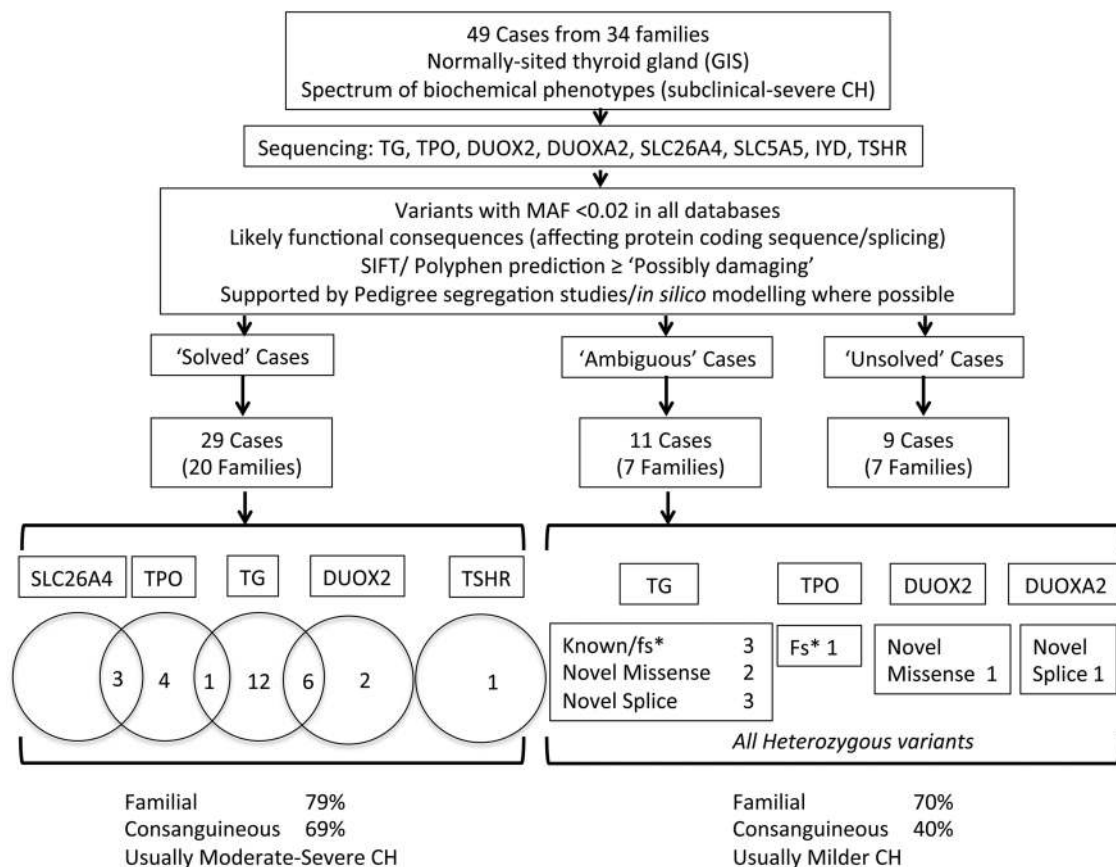 49 Cases from 34 families
Normally-sited thyroid gland (GIS)
Spectrum of biochemical phenotypes (subclinical-severe CH)
Sequencing: TG, TPO, DUOX2, DUOXA2, SLC26A4, SLC5A5, IYD, TSHR
Variants with MAF <0.02 in all databases
Likely functional consequences (affecting protein coding sequence/splicing)
SIFT/ Polyphen prediction ≥ ‘Possibly damaging’
Supported by Pedigree segregation studies/in silico modelling where possible
‘Solved’ Cases
‘Ambiguous’ Cases
‘Unsolved’ Cases
29 Cases
(20 Families)
11 Cases
(7 Families)
9 Cases
(7 Families)
SLC26A4 TPO TG DUOX2 TSHR
3 4 1 12 6 2 1
TG TPO DUOX2 DUOXA2
Known/fs* 3
Novel Missense 2
Novel Splice 3
Fs* 1
Novel
Missense 1
Novel
Splice 1
All Heterozygous variants
Familial 79%
Consanguineous 69%
Usually Moderate-Severe CH
Familial 70%
Consanguineous 40%
Usually Milder CH